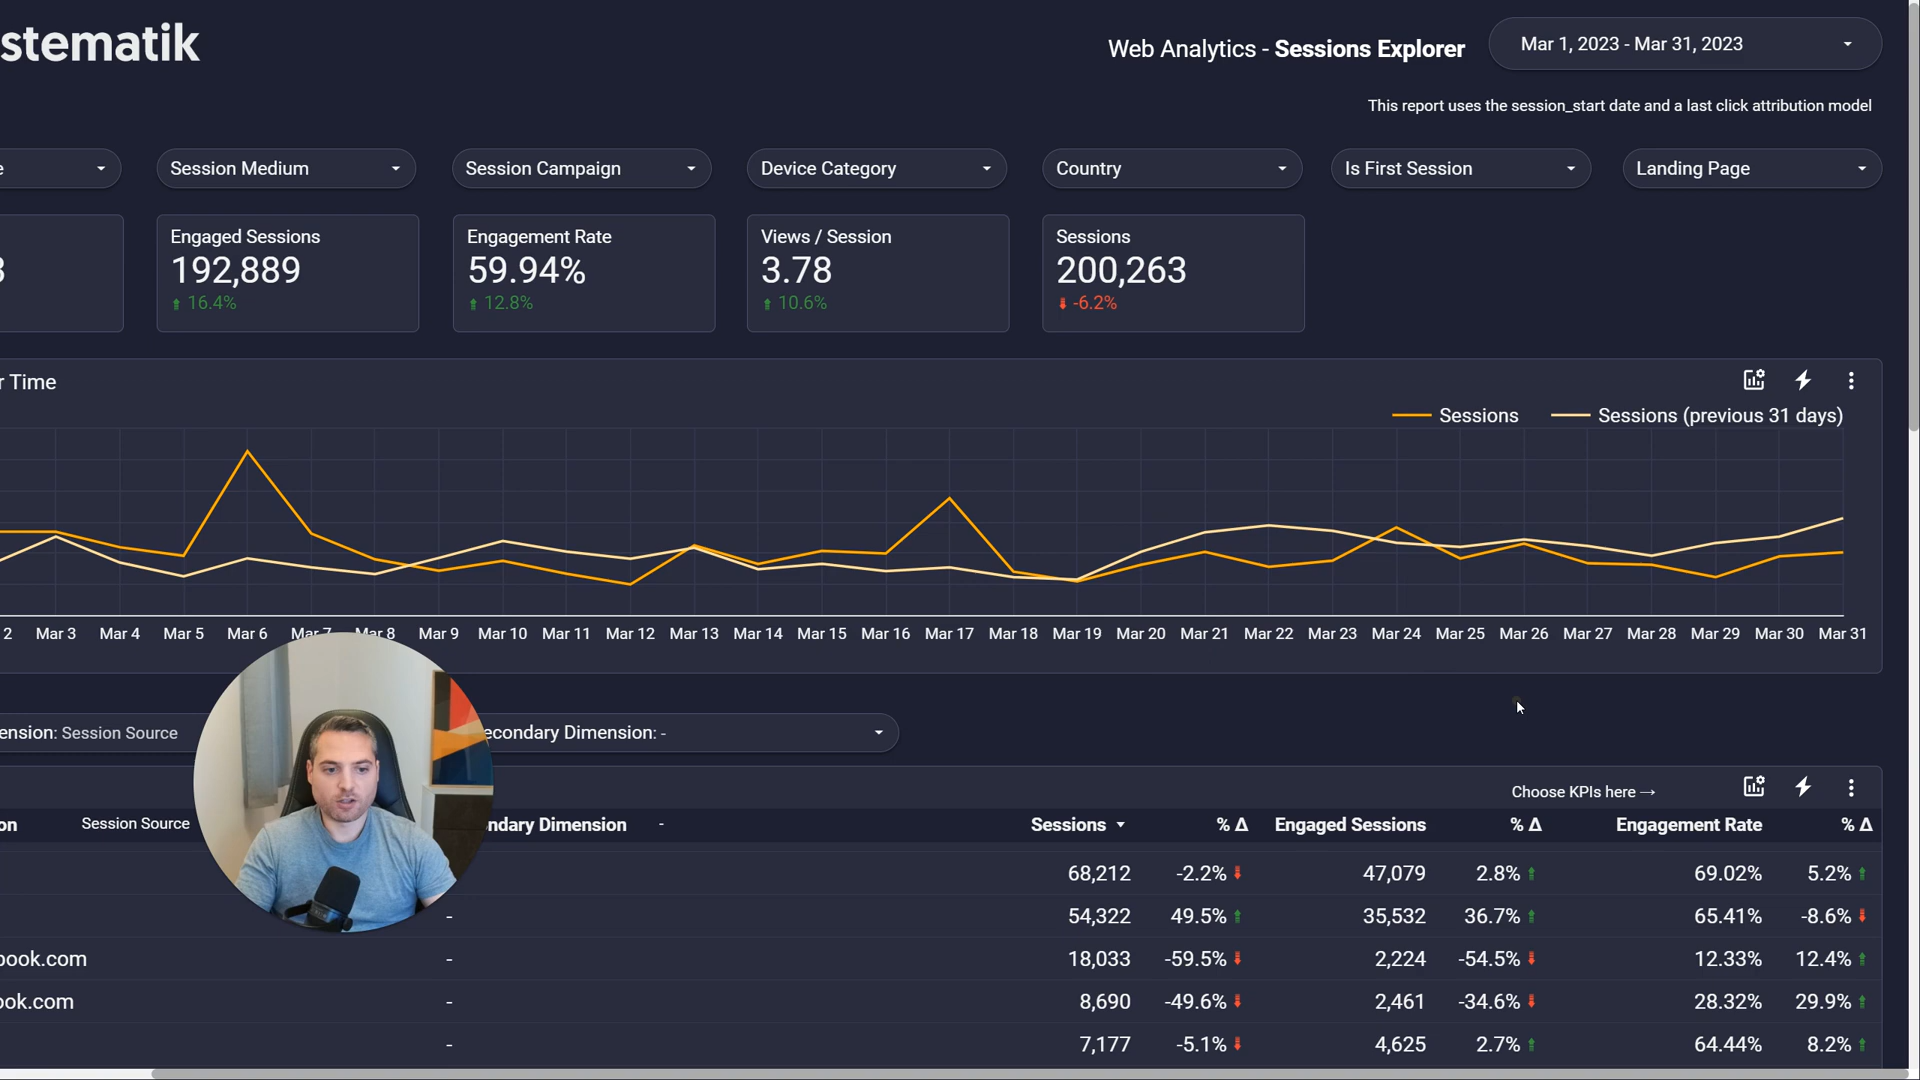 stematik
Web Analytics - Sessions Explorer
Mar 1, 2023 - Mar 31, 2023
This report uses the session_start date and a last click attribution model
e
Session Medium
Session Campaign
Device Category
Country
Is First Session
Landing Page
Engaged Sessions
192,889
16.4%
Engagement Rate
59.94%
12.8%
Views / Session
3.78
10.6%
Sessions
200,263
-6.2%
r Time
Sessions
Sessions (previous 31 days)
2 Mar 3 Mar 4 Mar 5 Mar 6 Mar 7 Mar 8 Mar 9 Mar 10 Mar 11 Mar 12 Mar 13 Mar 14 Mar 15 Mar 16 Mar 17 Mar 18 Mar 19 Mar 20 Mar 21 Mar 22 Mar 23 Mar 24 Mar 25 Mar 26 Mar 27 Mar 28 Mar 29 Mar 30 Mar 31
ension: Session Source
econdary Dimension: -
Choose KPIs here →
on Session Source ndary Dimension - Sessions % Δ Engaged Sessions % Δ Engagement Rate % Δ
68,212 -2.2% 47,079 2.8% 69.02% 5.2%
- 54,322 49.5% 35,532 36.7% 65.41% -8.6%
book.com - 18,033 -59.5% 2,224 -54.5% 12.33% 12.4%
ok.com - 8,690 -49.6% 2,461 -34.6% 28.32% 29.9%
- 7,177 -5.1% 4,625 2.7% 64.44% 8.2%